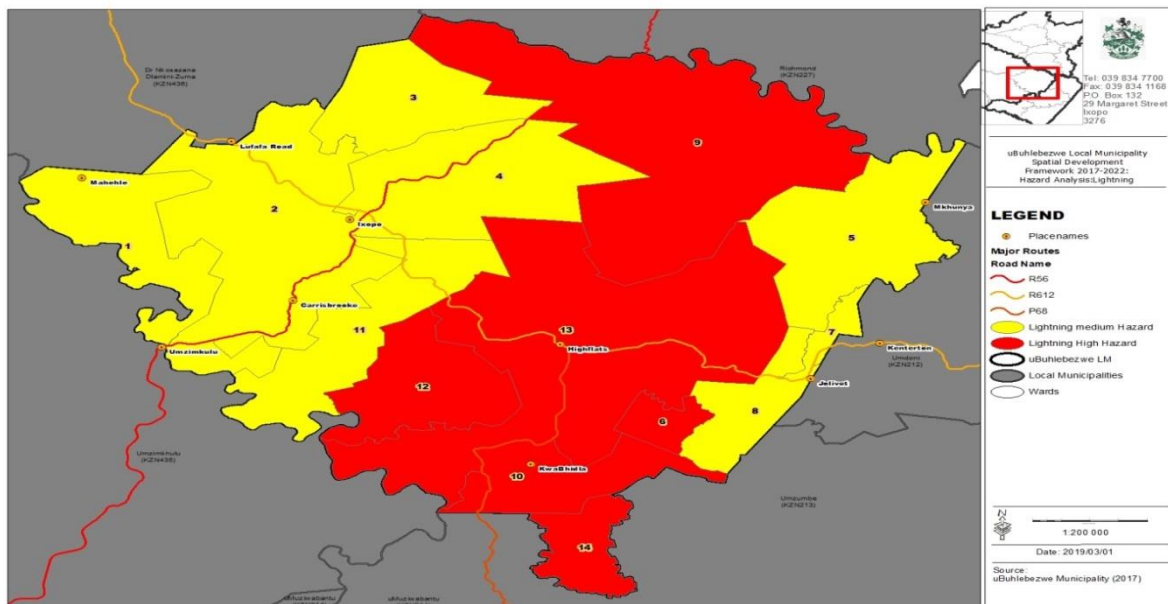 Dr Nkosazana
Dlamini-Zuma
(KZN436)
Richmond
(KZN227)
Lufafa Road
Mahehle
Ixopo
Mkhunya
Carrisbrooke
Umzimkulu
Highflats
Kenterton
Umdoni
(KZN212)
Jolivet
KwaBhidla
Umzimkhulu
(KZN435)
Umzumbe
(KZN213)
1
2
3
4
5
6
7
8
9
10
11
12
13
14
Tel: 039 834 7700
Fax: 039 834 1168
P.O. Box 132
29 Margaret Street
Ixopo
3276
uBuhlebezwe Local Municipality
Spatial Development
Framework 2017-2022:
Hazard Analysis:Lightning
LEGEND
Placenames
Major Routes
Road Name
R56
R612
P68
Lightning medium Hazard
Lightning High Hazard
uBuhlebezwe LM
Local Municipalities
Wards
N
1:200 000
Date: 2019/03/01
Source:
uBuhlebezwe Municipality (2017)